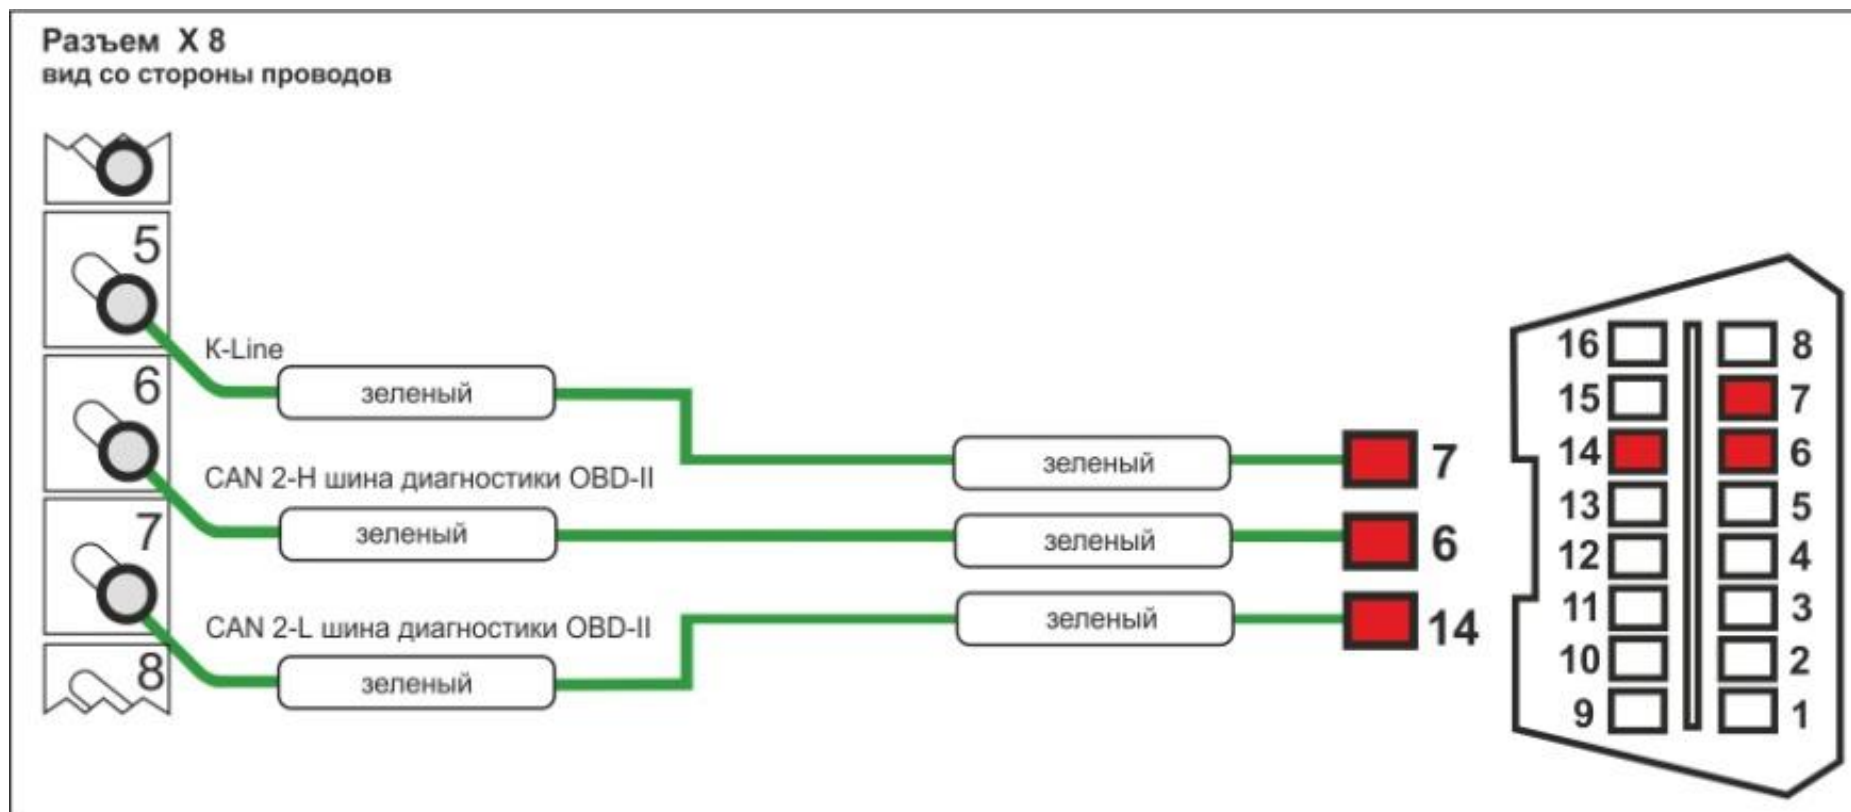 Разъем X 8
вид со стороны проводов
5
K-Line
зеленый
зеленый
7
6
CAN 2-H шина диагностики OBD-II
зеленый
зеленый
6
7
CAN 2-L шина диагностики OBD-II
зеленый
зеленый
14
8
16 8
15 7
14 6
13 5
12 4
11 3
10 2
9 1